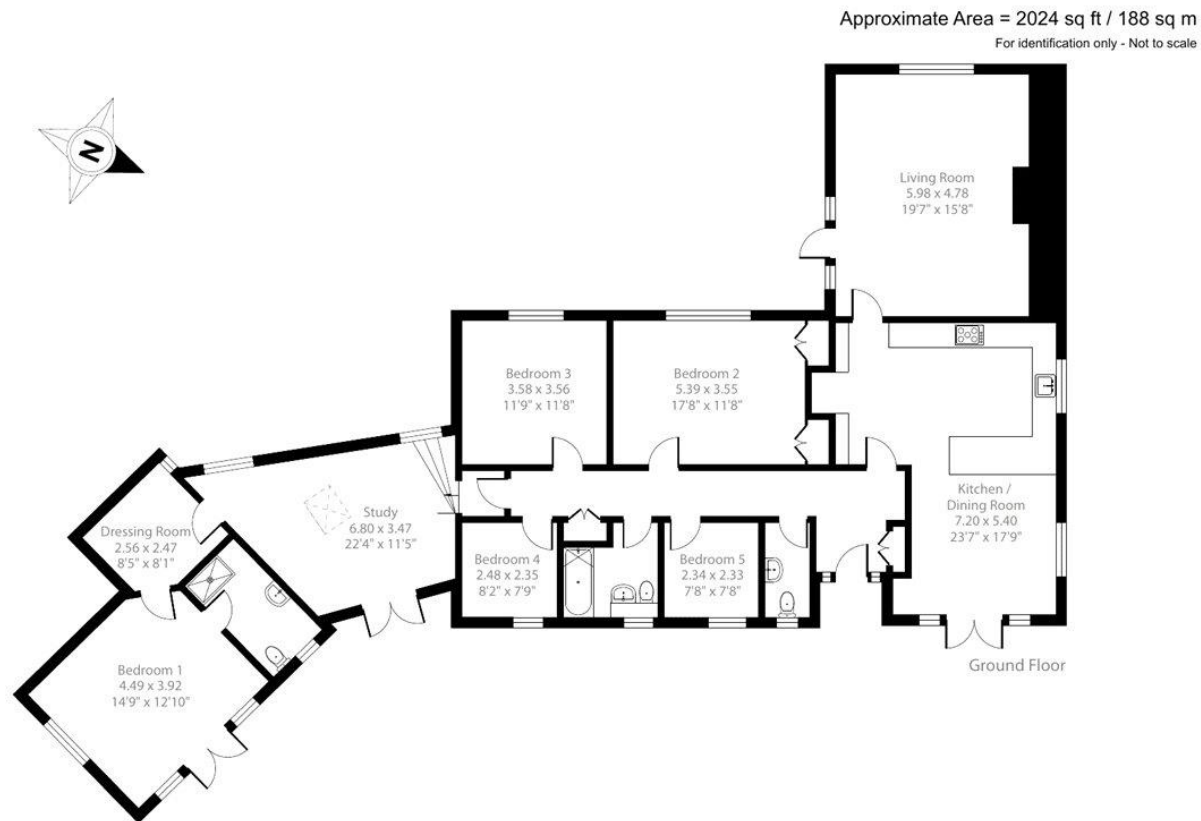 Approximate Area = 2024 sq ft / 188 sq m
For identification only - Not to scale
N
Living Room
5.98 x 4.78
19'7" x 15'8"
Bedroom 3
3.58 x 3.56
11'9" x 11'8"
Bedroom 2
5.39 x 3.55
17'8" x 11'8"
Kitchen /
Dining Room
7.20 x 5.40
23'7" x 17'9"
Study
6.80 x 3.47
22'4" x 11'5"
Dressing Room
2.56 x 2.47
8'5" x 8'1"
Bedroom 4
2.48 x 2.35
8'2" x 7'9"
Bedroom 5
2.34 x 2.33
7'8" x 7'8"
Bedroom 1
4.49 x 3.92
14'9" x 12'10"
Ground Floor